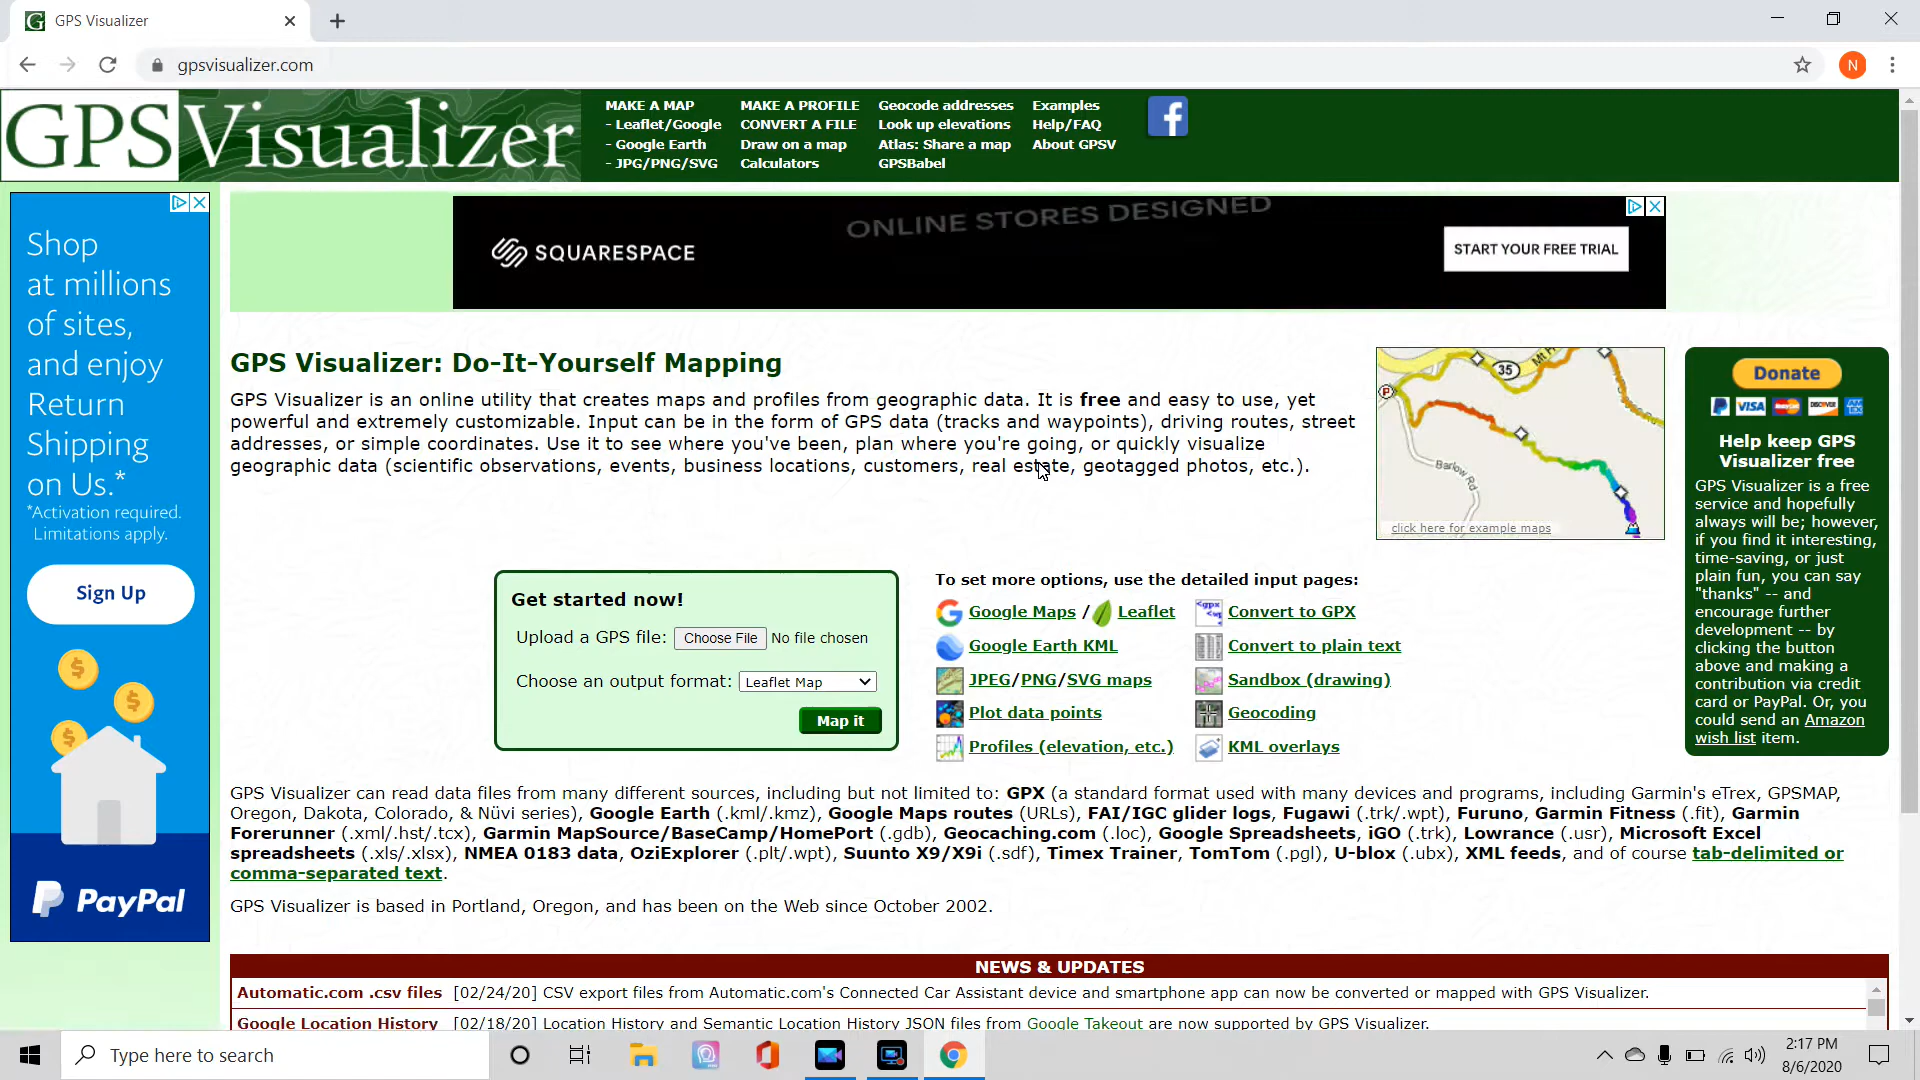 GPS Visualizer
gpsvisualizer.com
N
GPSVisualizer
MAKE A MAP
- Leaflet/Google
- Google Earth
- JPG/PNG/SVG
MAKE A PROFILE
CONVERT A FILE
Draw on a map
Calculators
Geocode addresses
Look up elevations
Atlas: Share a map
GPSBabel
Examples
Help/FAQ
About GPSV
Shop
at millions
of sites,
and enjoy
Return
Shipping
on Us.*
*Activation required.
Limitations apply.
Sign Up
PayPal
ONLINE STORES DESIGNED
SQUARESPACE
START YOUR FREE TRIAL
GPS Visualizer: Do-It-Yourself Mapping
GPS Visualizer is an online utility that creates maps and profiles from geographic data. It is free and easy to use, yet
powerful and extremely customizable. Input can be in the form of GPS data (tracks and waypoints), driving routes, street
addresses, or simple coordinates. Use it to see where you've been, plan where you're going, or quickly visualize
geographic data (scientific observations, events, business locations, customers, real estate, geotagged photos, etc.).
35
Barlow Rd
click here for example maps
Donate
VISA
Help keep GPS
Visualizer free
GPS Visualizer is a free
service and hopefully
always will be; however,
if you find it interesting,
time-saving, or just
plain fun, you can say
"thanks" -- and
encourage further
development -- by
clicking the button
above and making a
contribution via credit
card or PayPal. Or, you
could send an Amazon
wish list item.
Get started now!
Upload a GPS file: Choose File No file chosen
Choose an output format: Leaflet Map
Map it
To set more options, use the detailed input pages:
Google Maps / Leaflet
Google Earth KML
JPEG/PNG/SVG maps
Plot data points
Profiles (elevation, etc.)
Convert to GPX
Convert to plain text
Sandbox (drawing)
Geocoding
KML overlays
GPS Visualizer can read data files from many different sources, including but not limited to: GPX (a standard format used with many devices and programs, including Garmin's eTrex, GPSMAP,
Oregon, Dakota, Colorado, & Nüvi series), Google Earth (.kml/.kmz), Google Maps routes (URLs), FAI/IGC glider logs, Fugawi (.trk/.wpt), Furuno, Garmin Fitness (.fit), Garmin
Forerunner (.xml/.hst/.tcx), Garmin MapSource/BaseCamp/HomePort (.gdb), Geocaching.com (.loc), Google Spreadsheets, iGO (.trk), Lowrance (.usr), Microsoft Excel
spreadsheets (.xls/.xlsx), NMEA 0183 data, OziExplorer (.plt/.wpt), Suunto X9/X9i (.sdf), Timex Trainer, TomTom (.pgl), U-blox (.ubx), XML feeds, and of course tab-delimited or
comma-separated text.
GPS Visualizer is based in Portland, Oregon, and has been on the Web since October 2002.
NEWS & UPDATES
Automatic.com .csv files [02/24/20] CSV export files from Automatic.com's Connected Car Assistant device and smartphone app can now be converted or mapped with GPS Visualizer.
Google Location History [02/18/20] Location History and Semantic Location History JSON files from Google Takeout are now supported by GPS Visualizer.
Type here to search
2:17 PM
8/6/2020